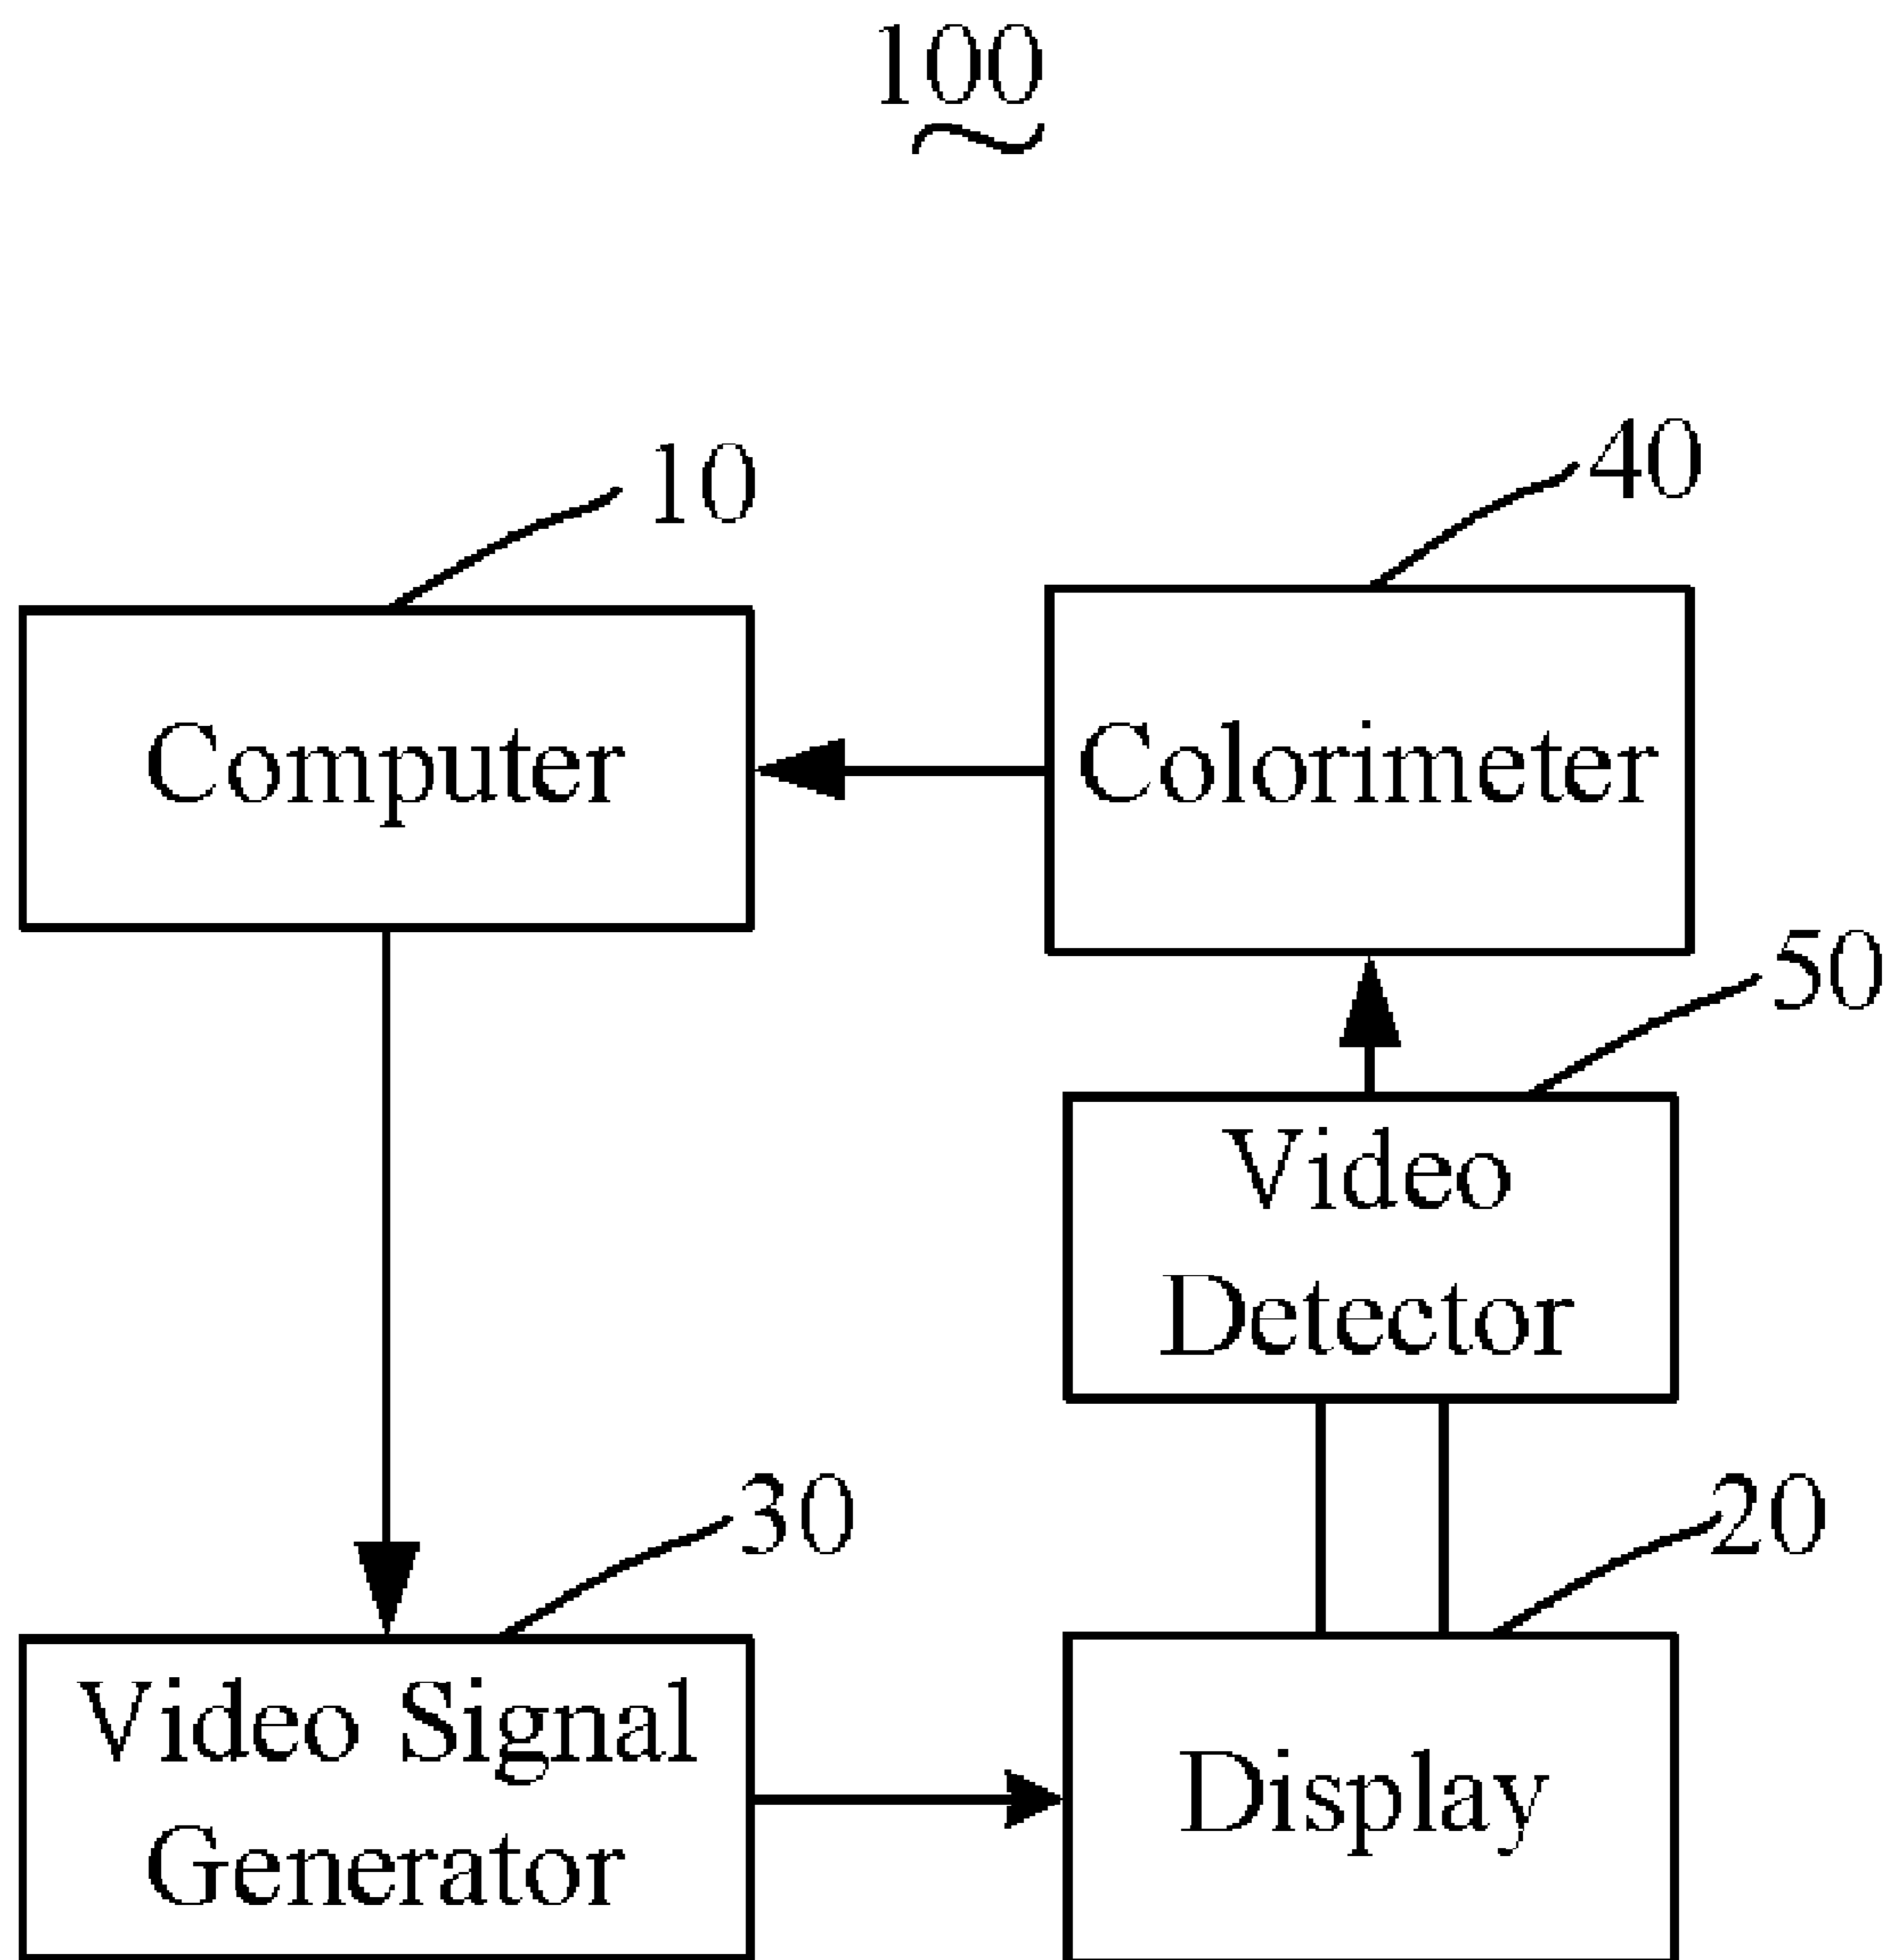 100
10
40
Computer
Colorimeter
50
Video
Detector
30
20
Video Signal
Generator
Display